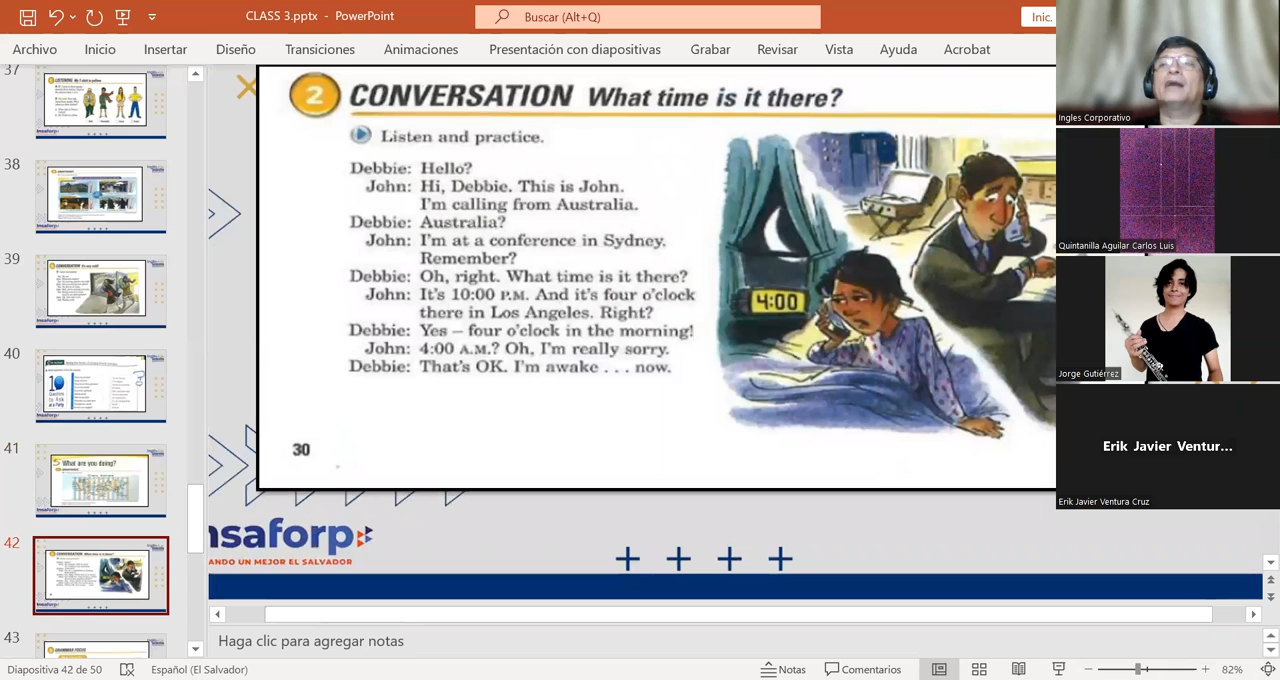 CLASS 3.pptx - PowerPoint
Buscar (Alt+Q)
Inic.
Archivo Inicio Insertar Diseño Transiciones Animaciones Presentación con diapositivas Grabar Revisar Vista Ayuda Acrobat
37
38
39
40
41
What are you doing?
42
43
2 CONVERSATION What time is it there?
Listen and practice.
Debbie: Hello?
John: Hi, Debbie. This is John.
I'm calling from Australia.
Debbie: Australia?
John: I'm at a conference in Sydney.
Remember?
Debbie: Oh, right. What time is it there?
John: It's 10:00 P.M. And it's four o'clock
there in Los Angeles. Right?
Debbie: Yes – four o'clock in the morning!
John: 4:00 A.M.? Oh, I'm really sorry.
Debbie: That's OK. I'm awake . . . now.
4:00
30
nsaforp
ANDO UN MEJOR EL SALVADOR
Ingles Corporativo
Quintanilla Aguilar Carlos Luis
Jorge Gutiérrez
Erik Javier Ventur...
Erik Javier Ventura Cruz
Haga clic para agregar notas
Diapositiva 42 de 50 Español (El Salvador) Notas Comentarios 82%